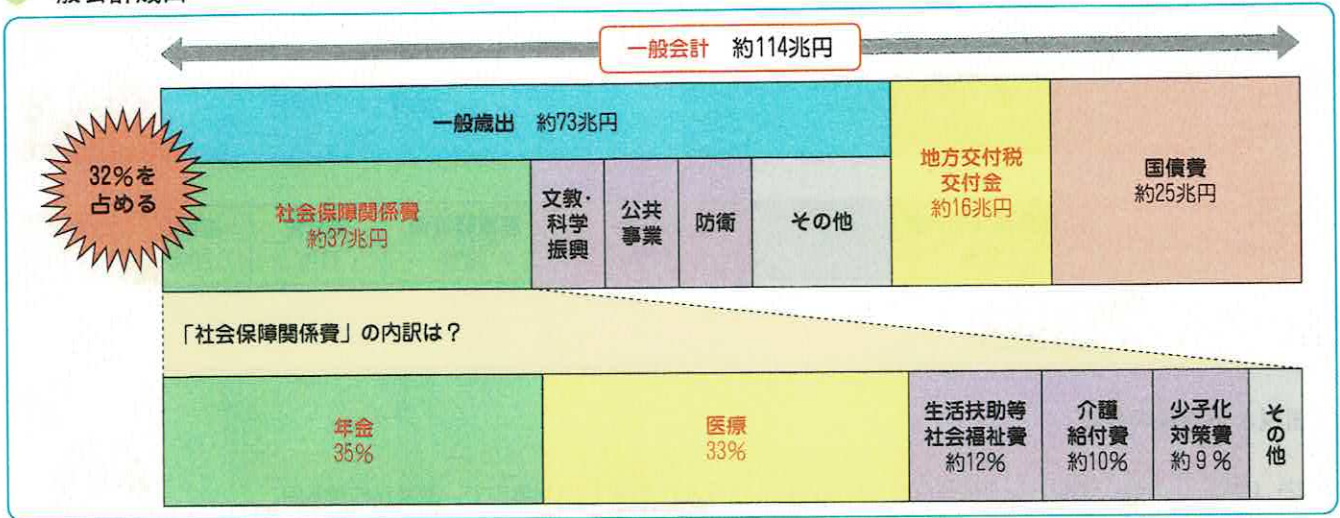 一般会計 約114兆円
一般歳出 約73兆円
32%を
占める
社会保障関係費
約37兆円
文教・
科学
振興
公共
事業
防衛
その他
地方交付税
交付金
約16兆円
国債費
約25兆円
「社会保障関係費」の内訳は？
年金
35%
医療
33%
生活扶助等
社会福祉費
約12%
介護
給付費
約10%
少子化
対策費
約9%
その他